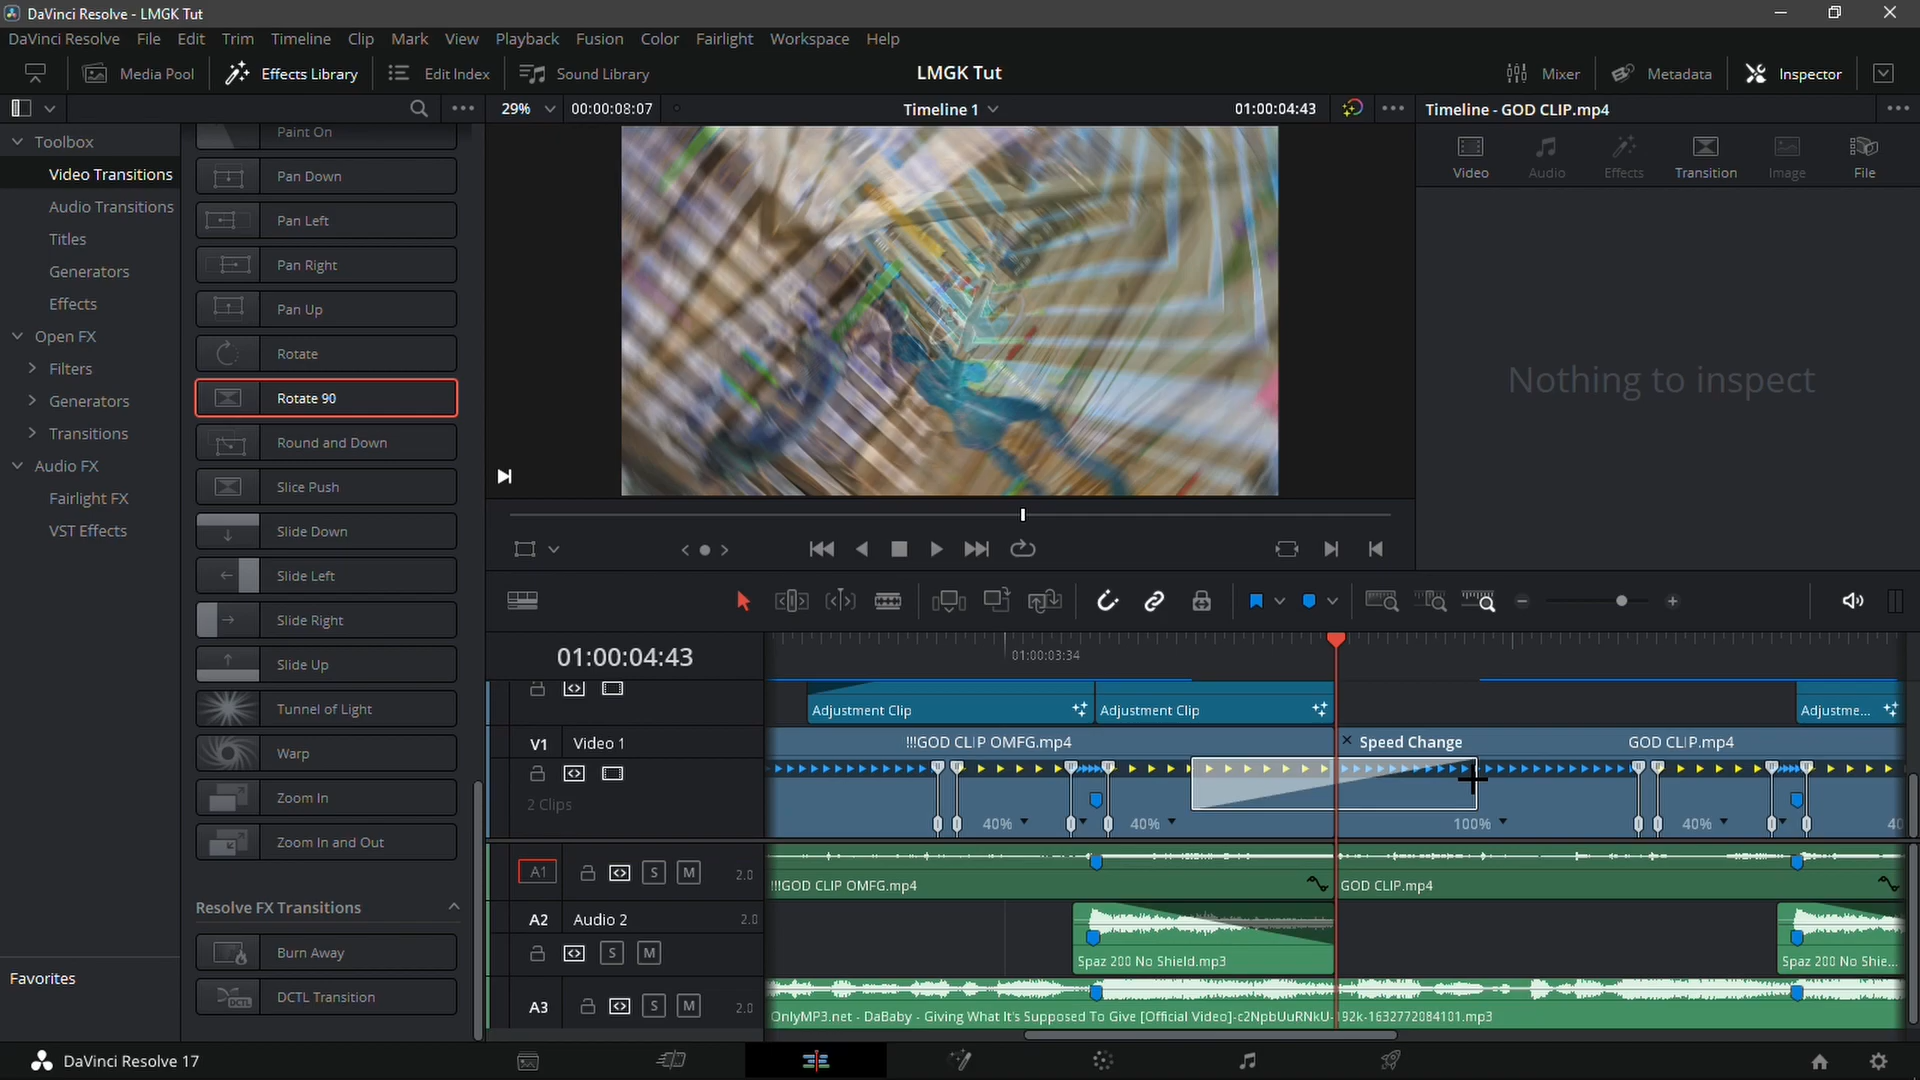 DaVinci Resolve - LMGK Tut
DaVinci Resolve File Edit Trim Timeline Clip Mark View Playback Fusion Color Fairlight Workspace Help
Media Pool Effects Library Edit Index Sound Library LMGK Tut Mixer Metadata Inspector
29% 00:00:08:07 Timeline 1 01:00:04:43 Timeline - GOD CLIP.mp4
Toolbox
Video Transitions
Audio Transitions
Titles
Generators
Effects
Open FX
Filters
Generators
Transitions
Audio FX
Fairlight FX
VST Effects
Favorites
Paint On
Pan Down
Pan Left
Pan Right
Pan Up
Rotate
Rotate 90
Round and Down
Slice Push
Slide Down
Slide Left
Slide Right
Slide Up
Tunnel of Light
Warp
Zoom In
Zoom In and Out
Resolve FX Transitions
Burn Away
DCTL
DCTL Transition
Video Audio Effects Transition Image File
Nothing to inspect
01:00:04:43
01:00:03:34
Adjustment Clip Adjustment Clip Adjustme...
V1 Video 1 !!!GOD CLIP OMFG.mp4 Speed Change GOD CLIP.mp4
2 Clips
40% 40% 100% 40% 40
A1 S M 2.0
!!!GOD CLIP OMFG.mp4 GOD CLIP.mp4
A2 Audio 2 2.0
S M
Spaz 200 No Shield.mp3 Spaz 200 No Shie...
A3 S M 2.0
OnlyMP3.net - DaBaby - Giving What It's Supposed To Give [Official Video]-c2NpbUuRNkU-192k-1632772084101.mp3
DaVinci Resolve 17